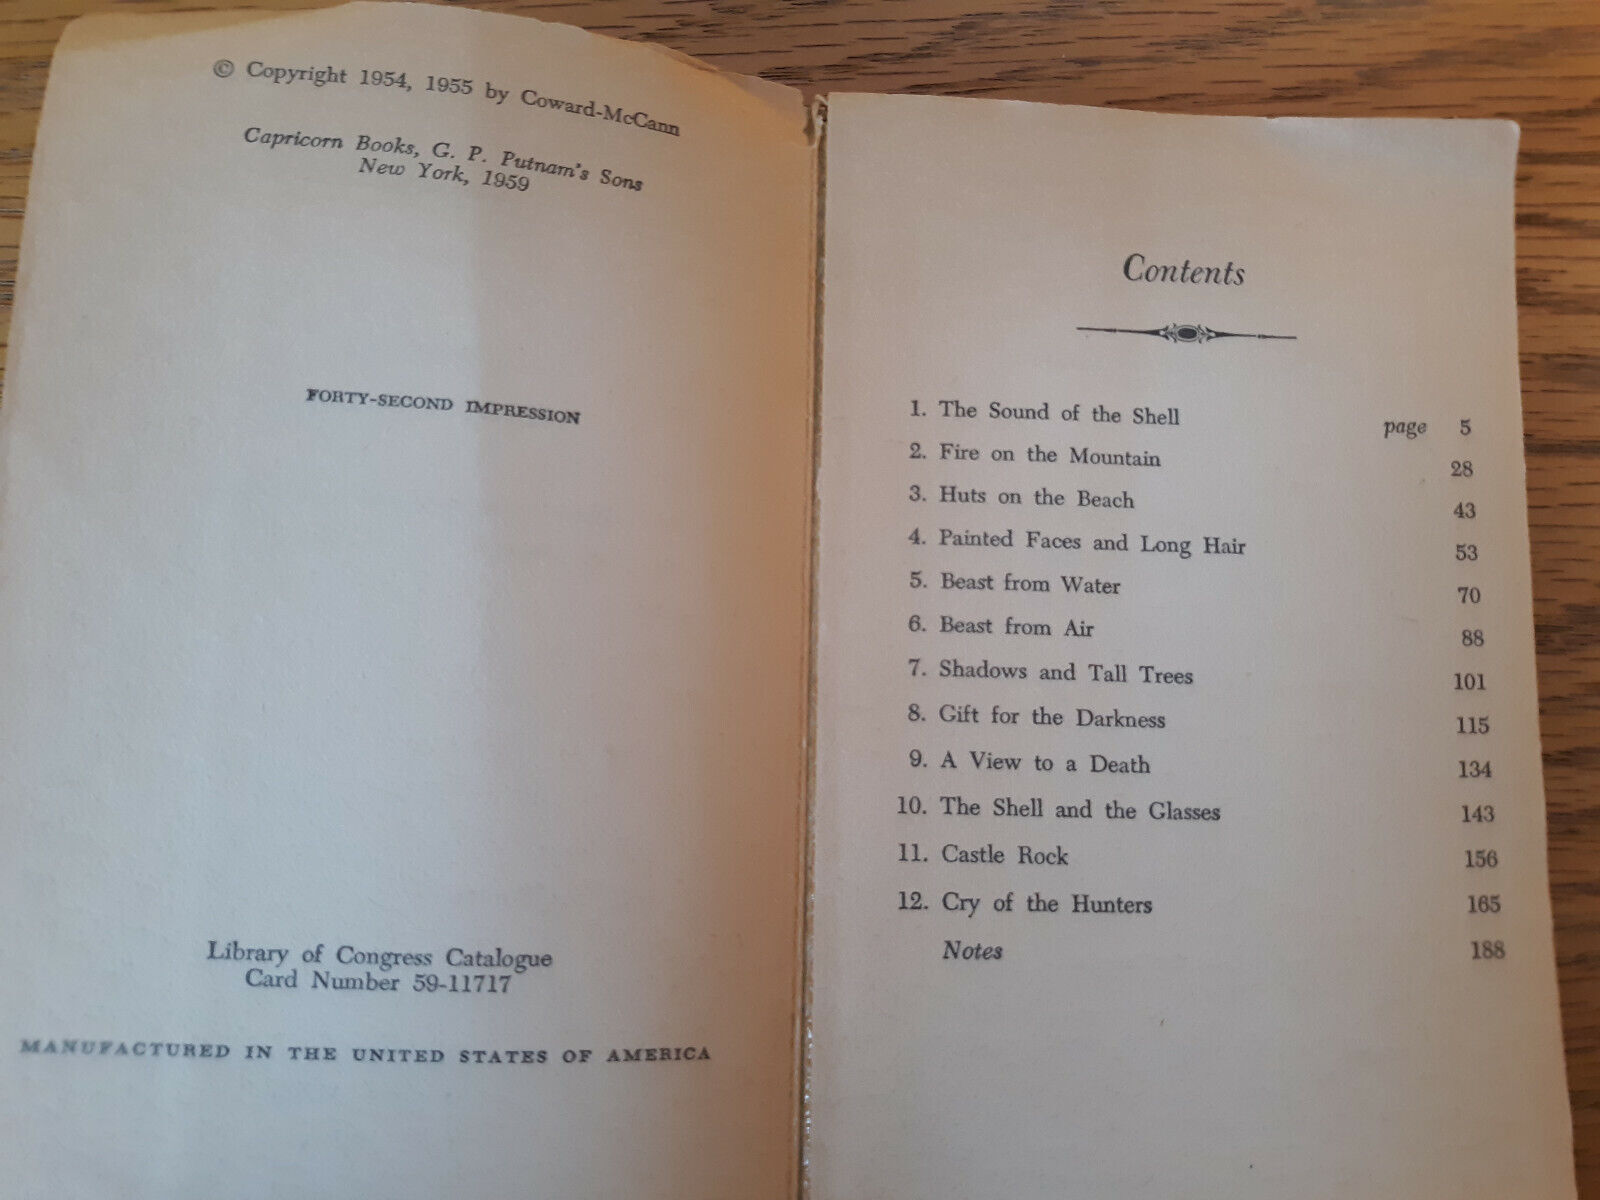 © Copyright 1954, 1955 by Coward-McCann
Capricorn Books, G. P. Putnam's Sons
New York, 1959
FORTY-SECOND IMPRESSION
Library of Congress Catalogue
Card Number 59-11717
MANUFACTURED IN THE UNITED STATES OF AMERICA
Contents
1. The Sound of the Shell page 5
2. Fire on the Mountain 28
3. Huts on the Beach 43
4. Painted Faces and Long Hair 53
5. Beast from Water 70
6. Beast from Air 88
7. Shadows and Tall Trees 101
8. Gift for the Darkness 115
9. A View to a Death 134
10. The Shell and the Glasses 143
11. Castle Rock 156
12. Cry of the Hunters 165
Notes 188